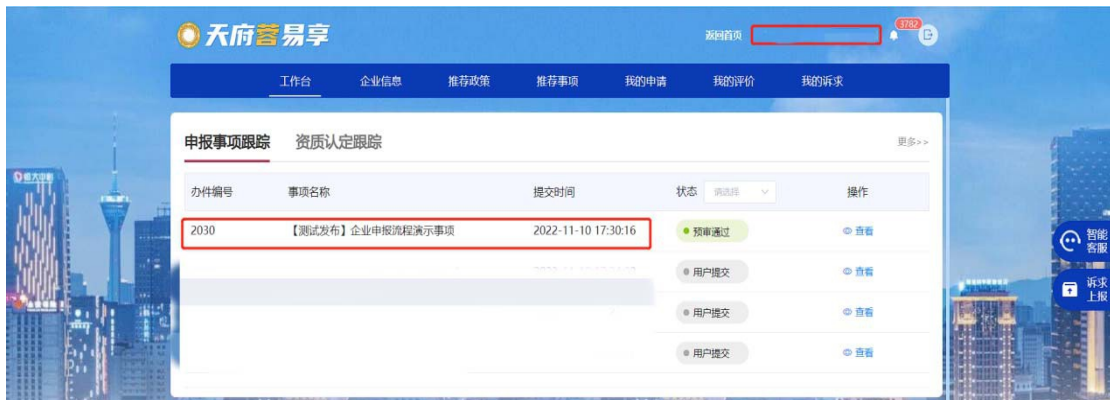 天府蓉易享
返回首页
3782
工作台 企业信息 推荐政策 推荐事项 我的申请 我的评价 我的诉求
申报事项跟踪 资质认定跟踪 更多>>
办件编号 事项名称 提交时间 状态 请选择 操作
2030 【测试发布】企业申报流程演示事项 2022-11-10 17:30:16 预审通过 查看
用户提交 查看
用户提交 查看
用户提交 查看
智能
客服
诉求
上报